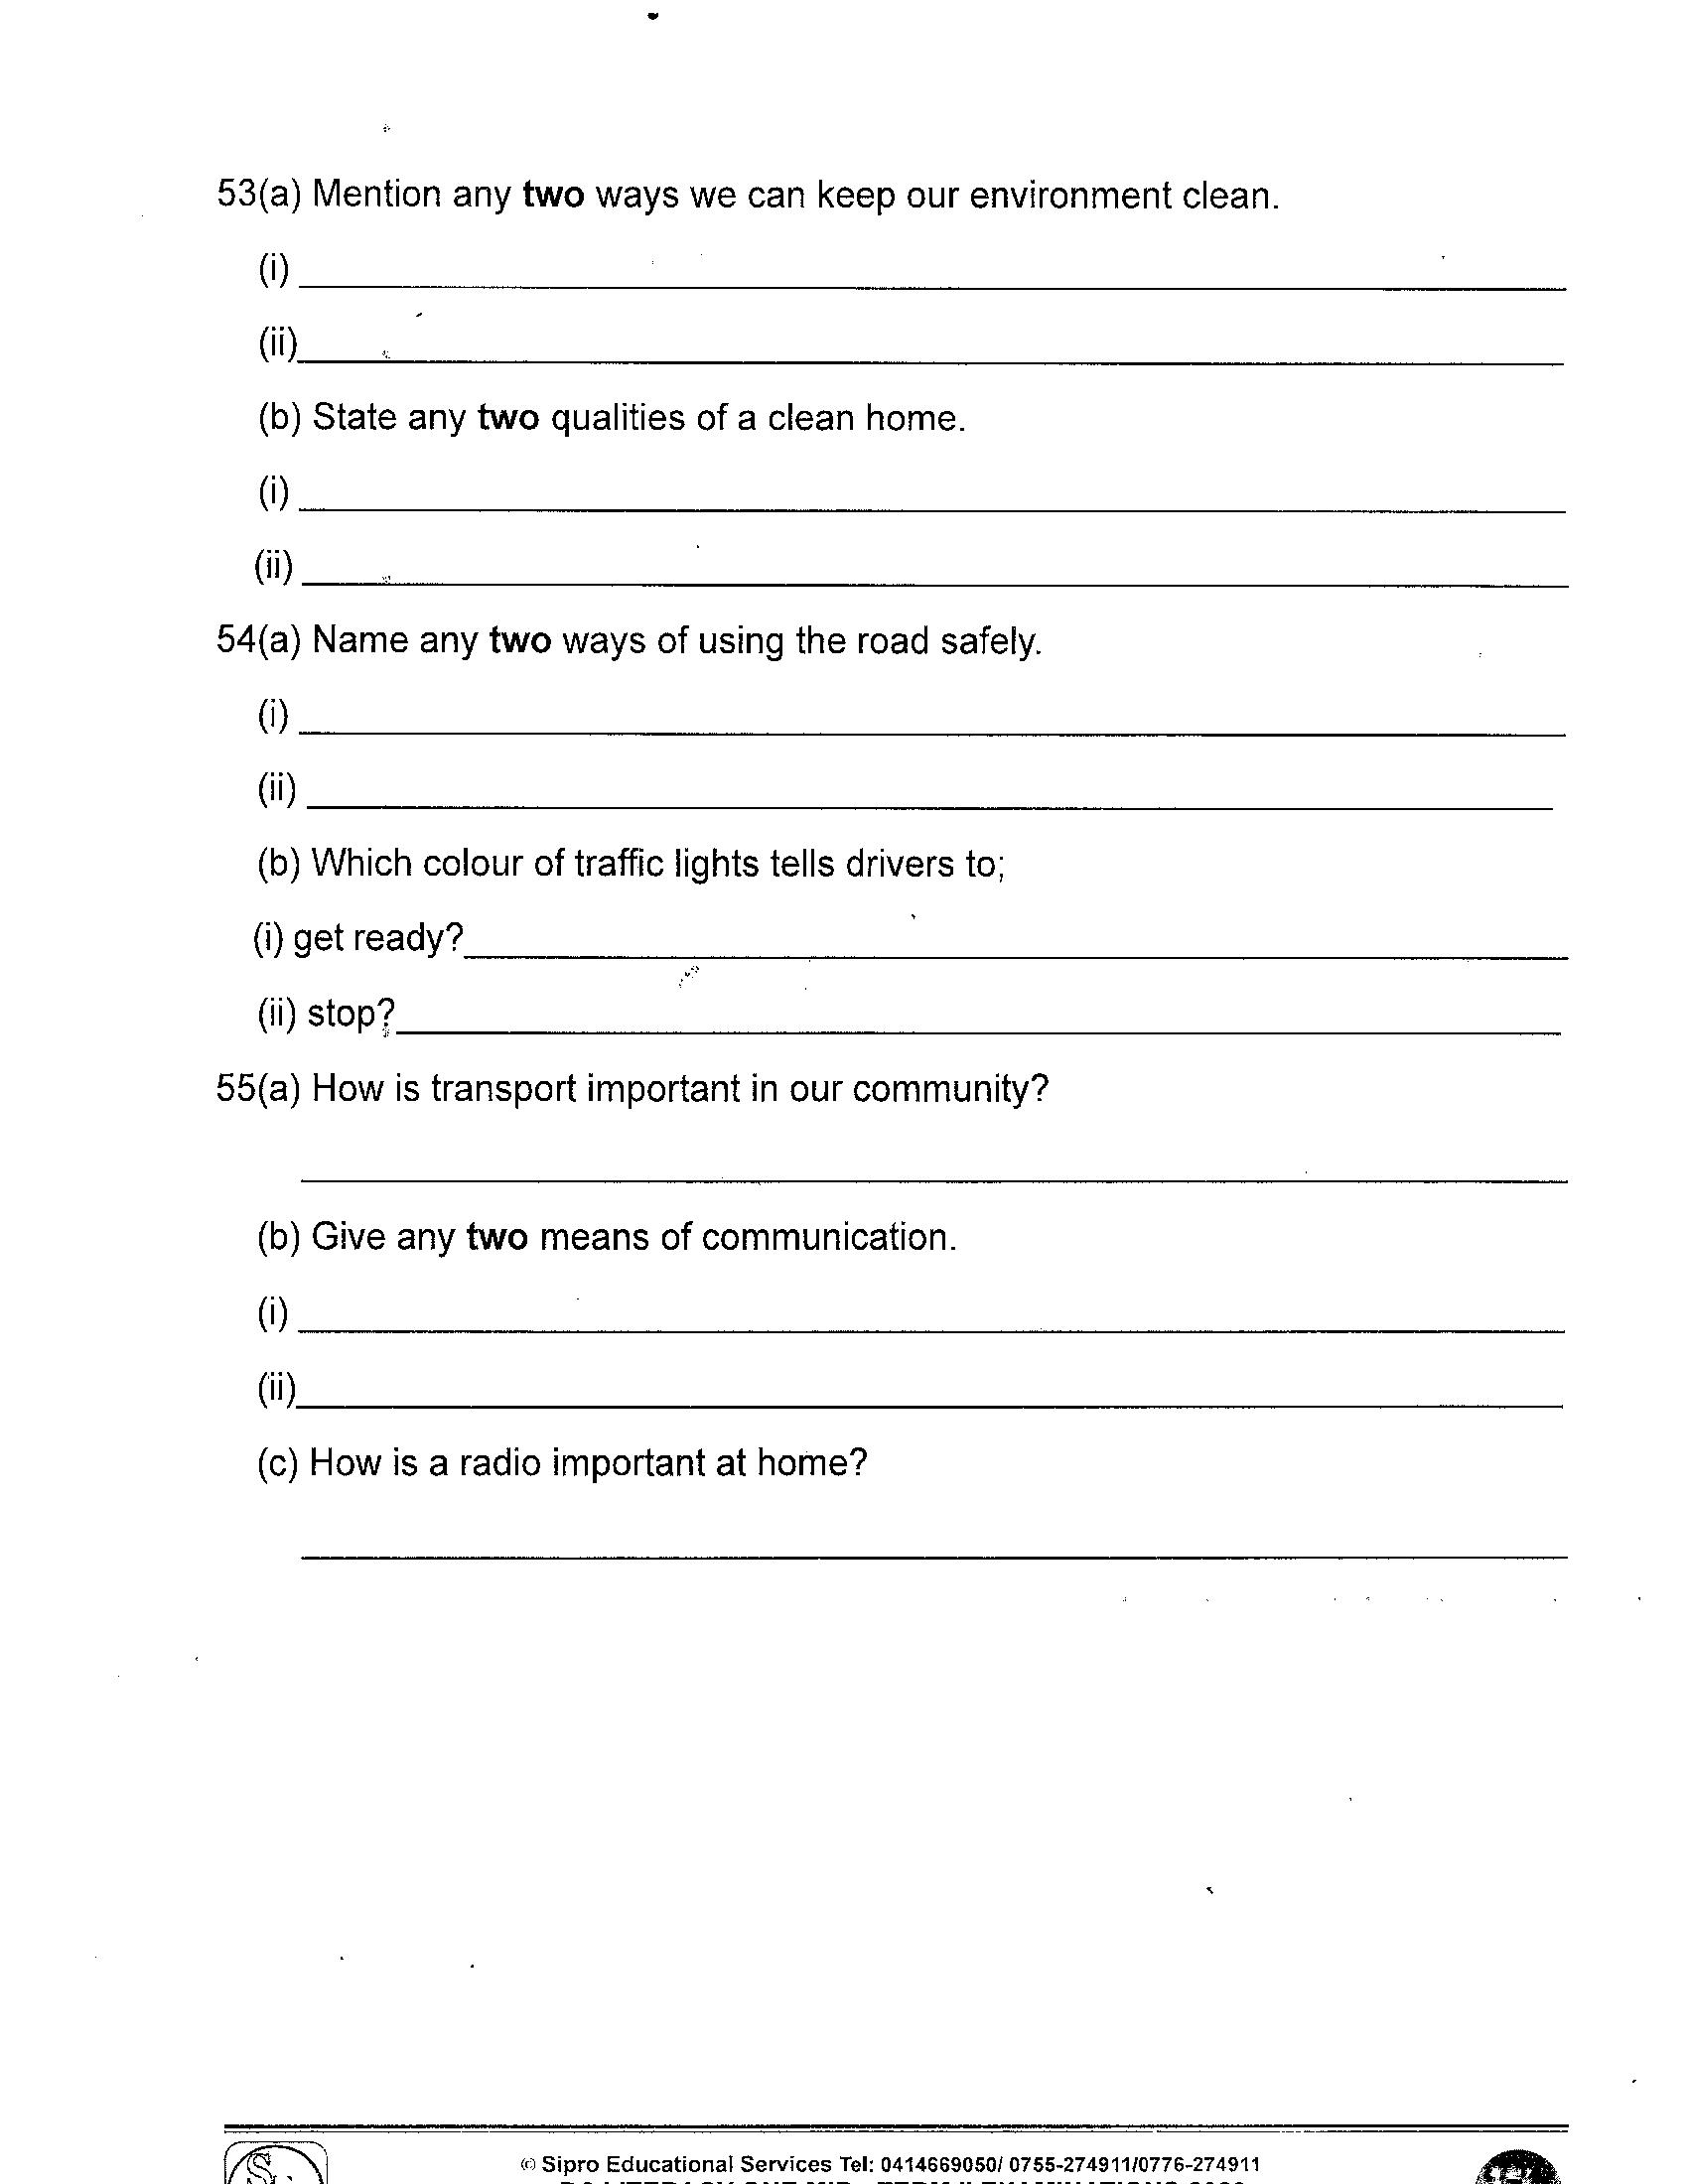 53(a) Mention any two ways we can keep our environment clean.
(i)
(ii)
(b) State any two qualities of a clean home.
(i)
(ii)
54(a) Name any two ways of using the road safely.
(i)
(ii)
(b) Which colour of traffic lights tells drivers to;
(i) get ready?
(ii) stop?
55(a) How is transport important in our community?
(b) Give any two means of communication.
(i)
(ii)
(c) How is a radio important at home?
© Sipro Educational Services Tel: 0414669050/ 0755-274911/0776-274911